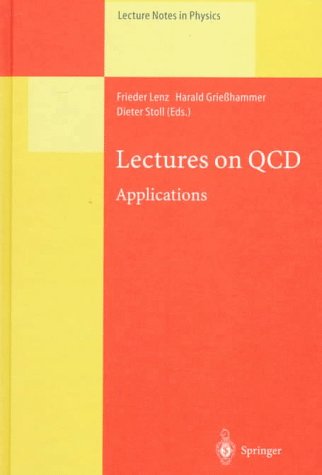 Lecture Notes in Physics
Frieder Lenz Harald Grießhammer
Dieter Stoll (Eds.)
Lectures on QCD
Applications
Springer